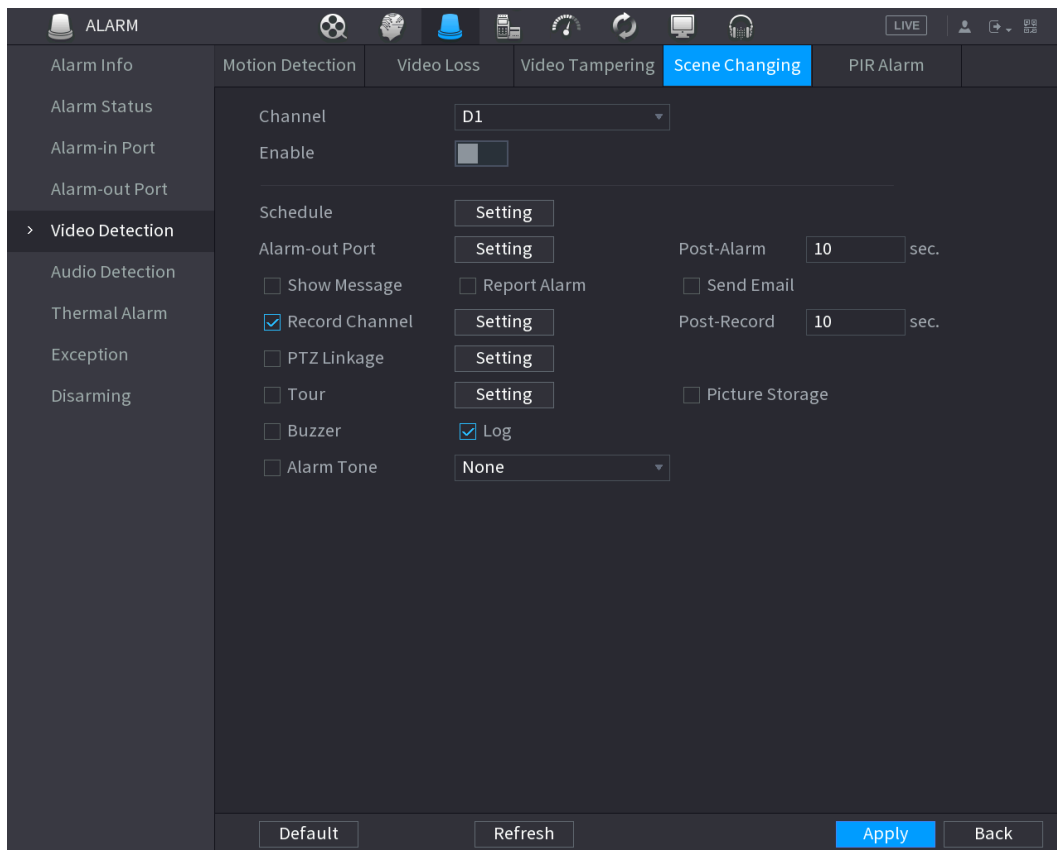 ALARM
LIVE
Alarm Info
Alarm Status
Alarm-in Port
Alarm-out Port
> Video Detection
Audio Detection
Thermal Alarm
Exception
Disarming
Motion Detection Video Loss Video Tampering Scene Changing PIR Alarm
Channel D1
Enable
Schedule Setting
Alarm-out Port Setting Post-Alarm 10 sec.
Show Message Report Alarm Send Email
Record Channel Setting Post-Record 10 sec.
PTZ Linkage Setting
Tour Setting Picture Storage
Buzzer Log
Alarm Tone None
Default Refresh Apply Back